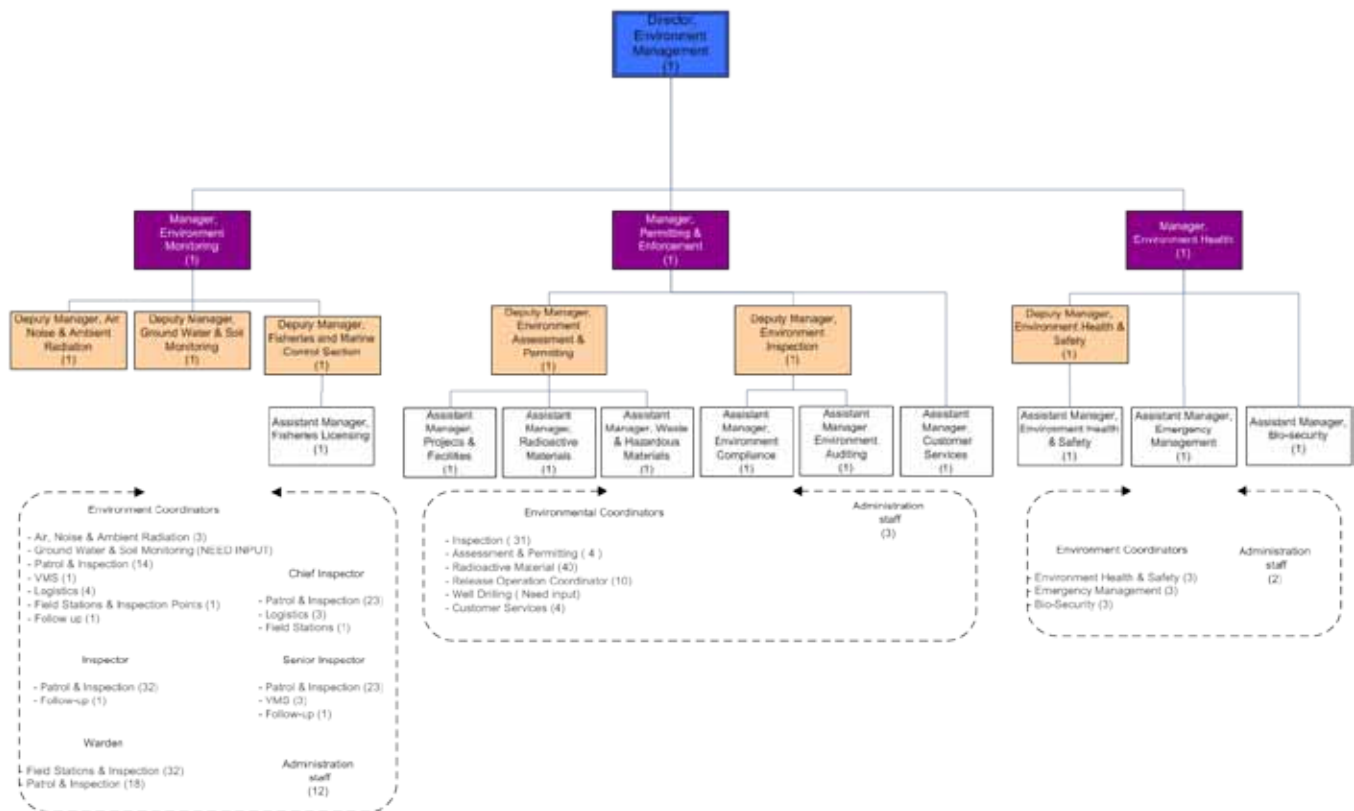 Director,
Environment
Management
(1)
Manager,
Environment
Monitoring
(1)
Manager,
Permitting &
Enforcement
(1)
Manager,
Environment Health
(1)
Deputy Manager, Air
Noise & Ambient
Radiation
(1)
Deputy Manager,
Ground Water & Soil
Monitoring
(1)
Deputy Manager,
Fisheries and Marine
Control Section
(1)
Deputy Manager,
Environment
Assessment &
Permitting
(1)
Deputy Manager,
Environment
Inspection
(1)
Deputy Manager,
Environment Health &
Safety
(1)
Assistant Manager,
Fisheries Licensing
(1)
Assistant
Manager,
Projects &
Facilities
(1)
Assistant
Manager,
Radioactive
Materials
(1)
Assistant
Manager, Waste
& Hazardous
Materials
(1)
Assistant
Manager,
Environment
Compliance
(1)
Assistant
Manager
Environment
Auditing
(1)
Assistant
Manager,
Customer
Services
(1)
Assistant Manager,
Environment Health
& Safety
(1)
Assistant Manager,
Emergency
Management
(1)
Assistant Manager,
Bio-security
(1)
Environment Coordinators
- Air, Noise & Ambient Radiation (3)
- Ground Water & Soil Monitoring (NEED INPUT)
- Patrol & Inspection (14)
- VMS (1)
- Logistics (4)
- Field Stations & Inspection Points (1)
- Follow up (1)
Chief Inspector
- Patrol & Inspection (23)
- Logistics (3)
- Field Stations (1)
Inspector
- Patrol & Inspection (32)
- Follow-up (1)
Senior Inspector
- Patrol & Inspection (23)
- VMS (3)
- Follow-up (1)
Warden
- Field Stations & Inspection (32)
- Patrol & Inspection (18)
Administration
staff
(12)
Environmental Coordinators
- Inspection ( 31)
- Assessment & Permitting ( 4 )
- Radioactive Material (40)
- Release Operation Coordinator (10)
- Well Drilling ( Need input)
- Customer Services (4)
Administration
staff
(3)
Environment Coordinators
- Environment Health & Safety (3)
- Emergency Management (3)
- Bio-Security (3)
Administration
staff
(2)